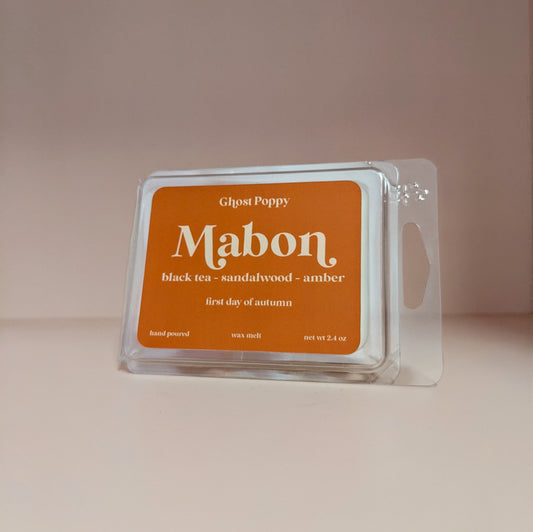 Ghost Poppy
Mabon
black tea - sandalwood - amber
first day of autumn
hand poured wax melt net wt 2.4 oz